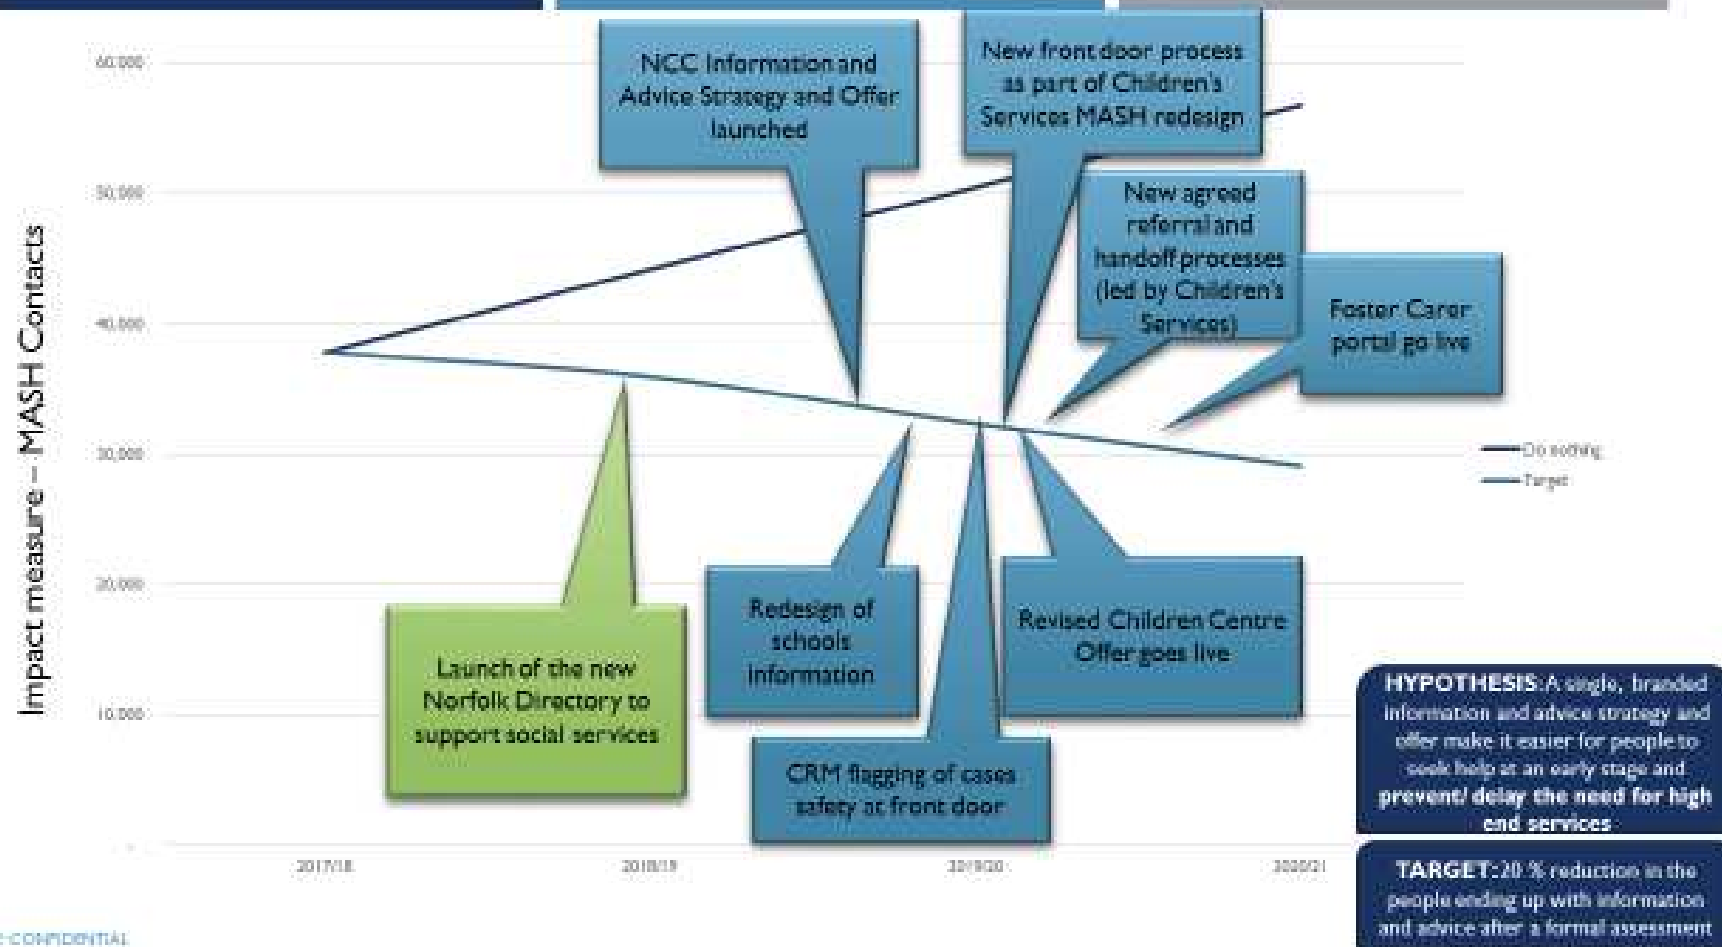 60,000
50,000
40,000
30,000
20,000
10,000
Impact measure – MASH Contacts
NCC Information and
Advice Strategy and Offer
launched
New front door process
as part of Children's
Services MASH redesign
New agreed
referral and
handoff processes
(led by Children's
Services)
Foster Carer
portal go live
Do nothing
Target
Launch of the new
Norfolk Directory to
support social services
Redesign of
schools
information
CRM flagging of cases
safety at front door
Revised Children Centre
Offer goes live
2017/18
2018/19
2019/20
2020/21
HYPOTHESIS: A single, branded
information and advice strategy and
offer make it easier for people to
seek help at an early stage and
prevent/ delay the need for high
end services
TARGET: 20 % reduction in the
people ending up with information
and advice after a formal assessment
CONFIDENTIAL